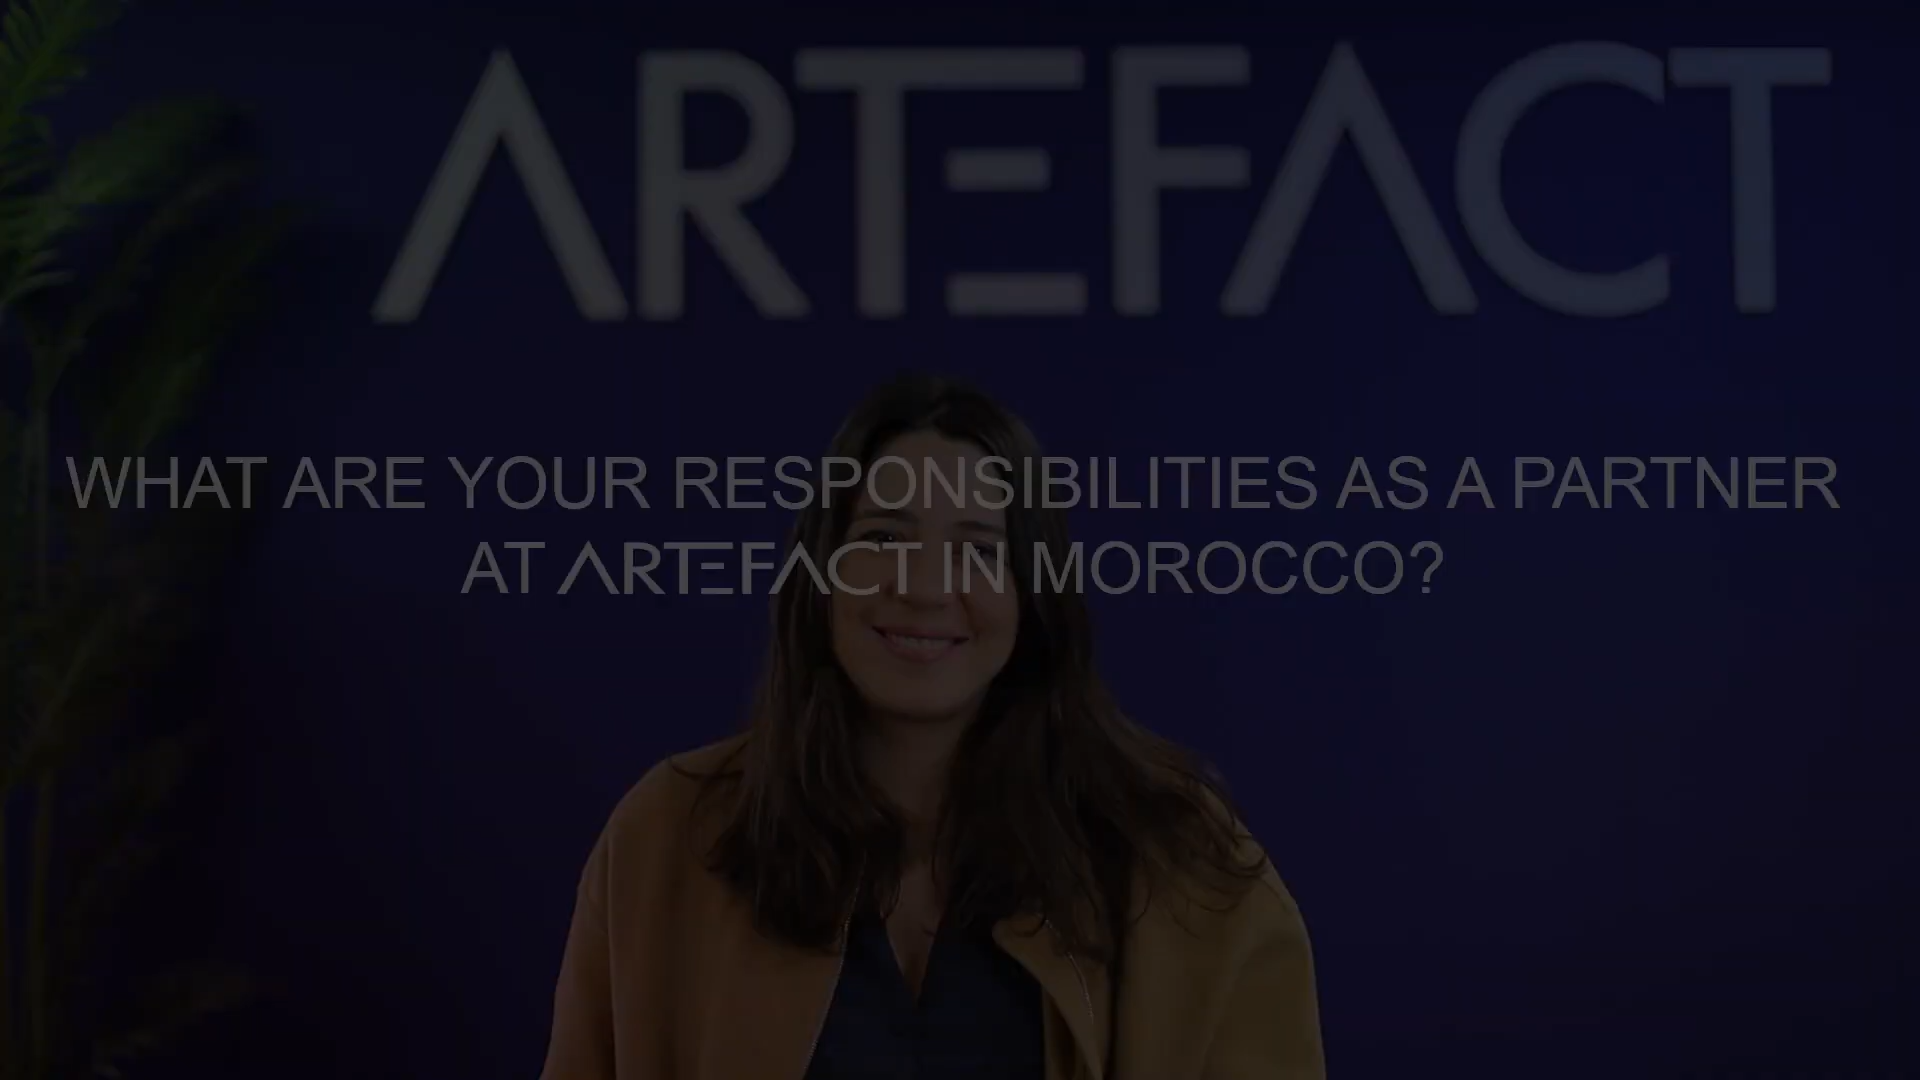 ARTEFACT
WHAT ARE YOUR RESPONSIBILITIES AS A PARTNER
AT ARTEFACT IN MOROCCO?